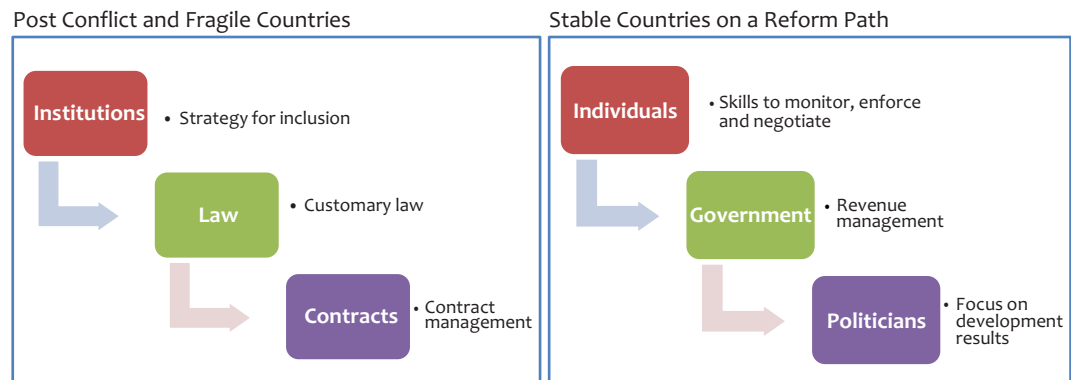 Post Conflict and Fragile Countries
Institutions
• Strategy for inclusion
Law
• Customary law
Contracts
• Contract
management
Stable Countries on a Reform Path
Individuals
• Skills to monitor, enforce
and negotiate
Government
• Revenue
management
Politicians
• Focus on
development
results